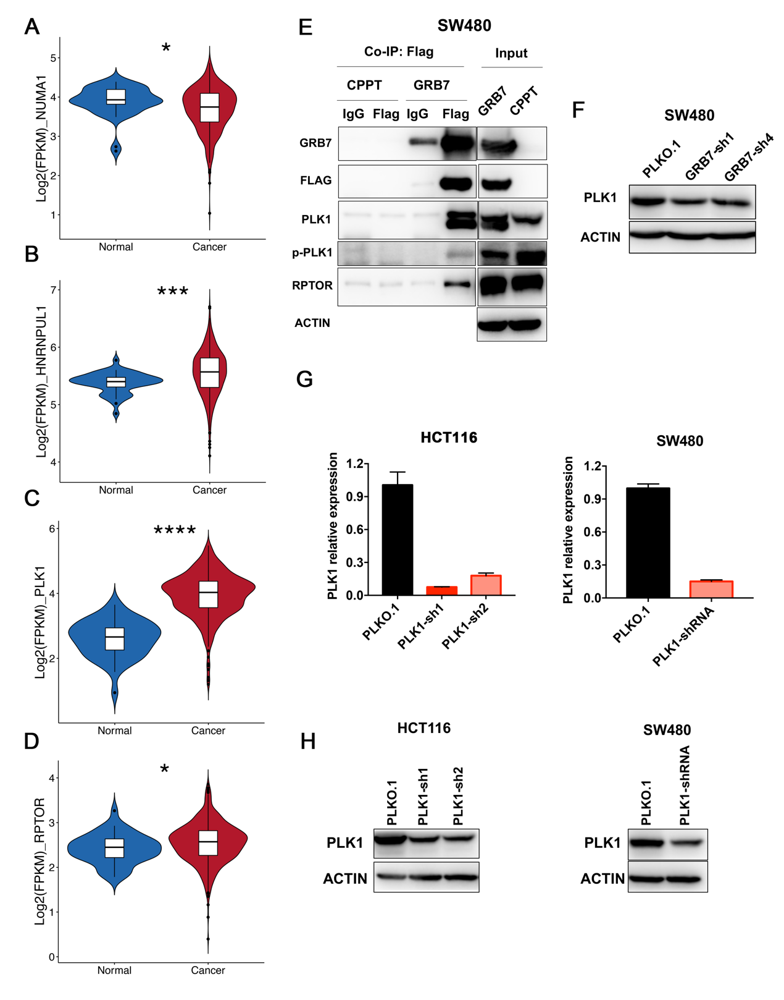 A
*
Log2(FPKM)_NUMA1
5
4
3
2
1
Normal
Cancer
B
***
Log2(FPKM)_HNRNPUL1
7
6
5
4
Normal
Cancer
C
****
Log2(FPKM)_PLK1
6
4
2
Normal
Cancer
D
*
Log2(FPKM)_RPTOR
4
3
2
1
0
Normal
Cancer
E
SW480
Co-IP: Flag
Input
CPPT
GRB7
GRB7
CPPT
IgG
Flag
IgG
Flag
GRB7
FLAG
PLK1
p-PLK1
RPTOR
ACTIN
F
SW480
PLKO.1
GRB7-sh1
GRB7-sh4
PLK1
ACTIN
G
HCT116
PLK1 relative expression
1.2
0.9
0.6
0.3
0.0
PLKO.1
PLK1-sh1
PLK1-sh2
SW480
PLK1 relative expression
1.2
0.9
0.6
0.3
0.0
PLKO.1
PLK1-shRNA
H
HCT116
PLKO.1
PLK1-sh1
PLK1-sh2
PLK1
ACTIN
SW480
PLKO.1
PLK1-shRNA
PLK1
ACTIN